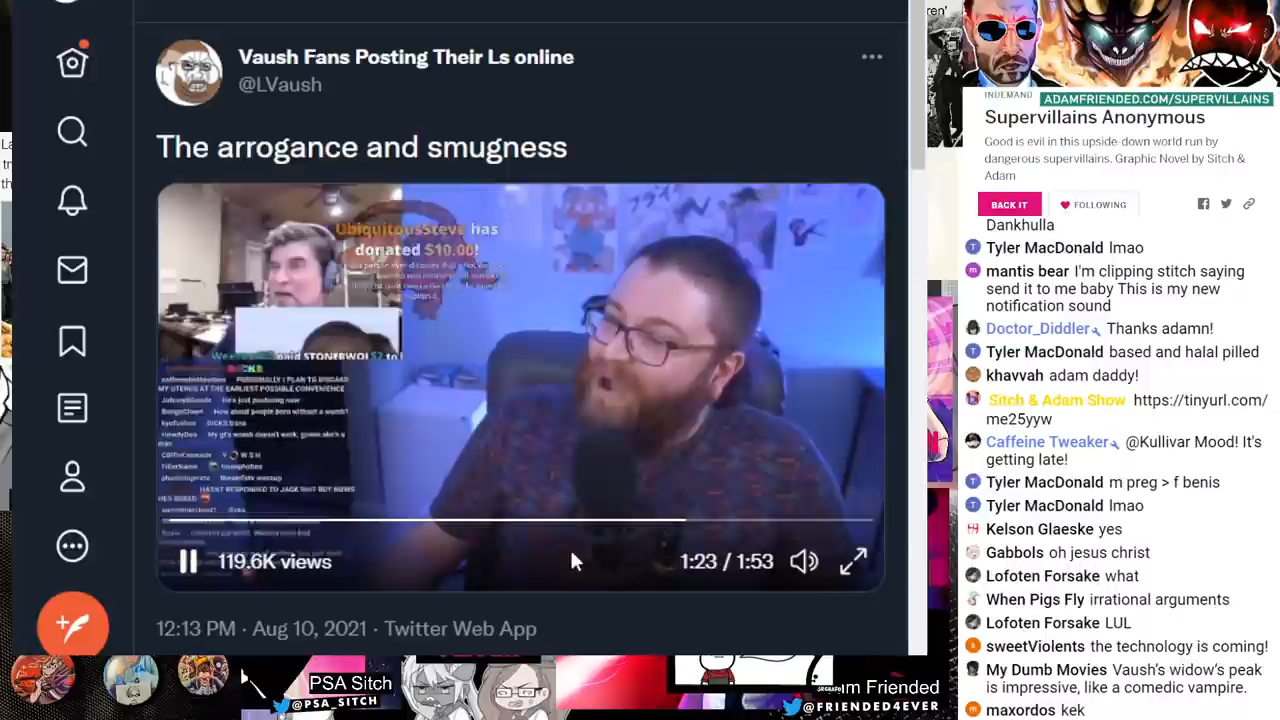 Vaush Fans Posting Their Ls online
@LVaush
The arrogance and smugness
UbiquitousSteve has
donated $10.00!
MY UTERUS AT THE EARLIEST POSSIBLE CONVENIENCE
119.6K views
1:23 / 1:53
12:13 PM · Aug 10, 2021 · Twitter Web App
PSA Sitch
@PSA_SITCH
am Friended
@FRIENDED4EVER
INDEMAND
ADAMFRIENDED.COM/SUPERVILLAINS
Supervillains Anonymous
Good is evil in this upside-down world run by
dangerous supervillains. Graphic Novel by Sitch &
Adam
BACK IT
FOLLOWING
Dankhulla
Tyler MacDonald lmao
mantis bear I'm clipping stitch saying
send it to me baby This is my new
notification sound
Doctor_Diddler Thanks adamn!
Tyler MacDonald based and halal pilled
khavvah adam daddy!
Sitch & Adam Show https://tinyurl.com/
me25yyw
Caffeine Tweaker @Kullivar Mood! It's
getting late!
Tyler MacDonald m preg > f benis
Tyler MacDonald lmao
Kelson Glaeske yes
Gabbols oh jesus christ
Lofoten Forsake what
When Pigs Fly irrational arguments
Lofoten Forsake LUL
sweetViolents the technology is coming!
My Dumb Movies Vaush's widow's peak
is impressive, like a comedic vampire.
maxordos kek